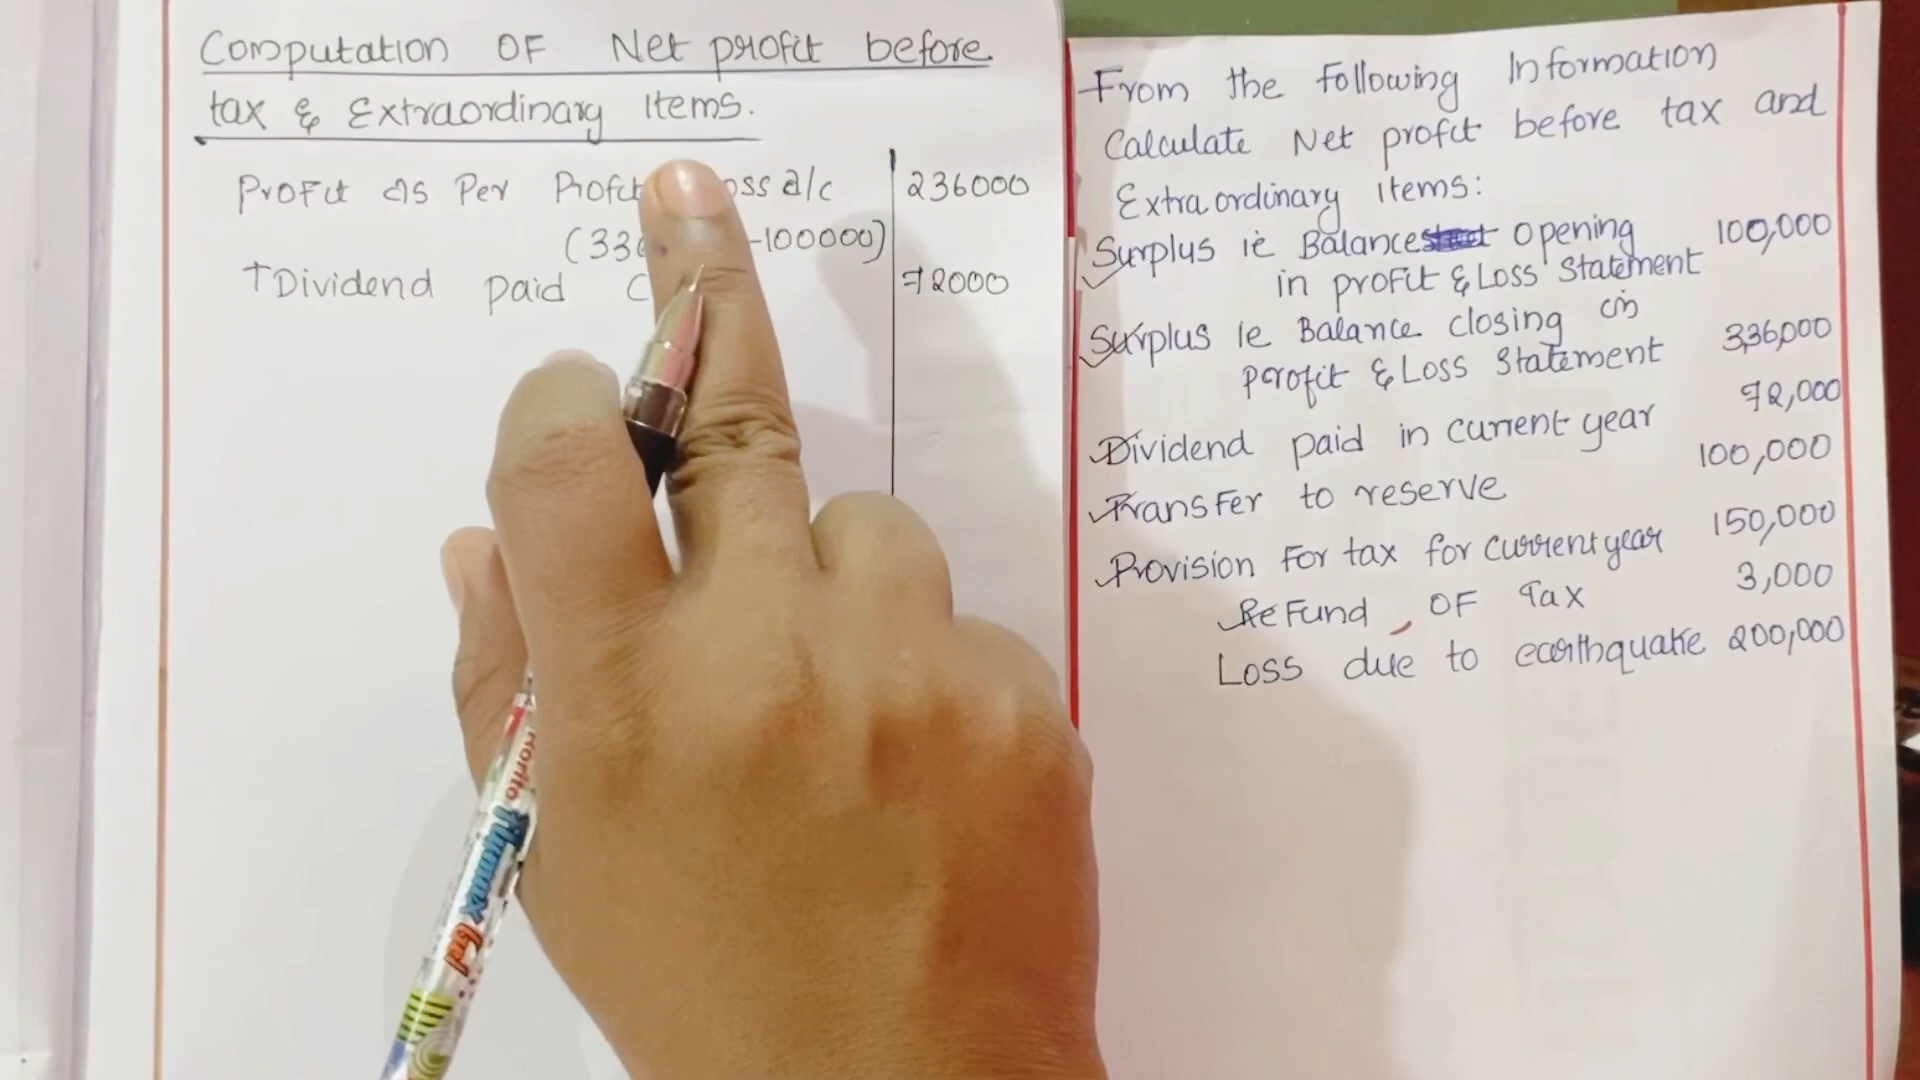 Computation OF Net profit before
tax & Extraordinary Items.
Profit as Per Profit Loss a/c 236000
-100000)
+Dividend paid 72000
From the Following Information
Calculate Net profit before tax and
Extraordinary Items:
Surplus ie Balance Opening 100,000
in profit & Loss Statement
Surplus ie Balance closing in
profit & Loss Statement 3,36,000
Dividend paid in current year 72,000
Transfer to reserve 100,000
Provision For tax for current year 150,000
Refund OF Tax 3,000
Loss due to earthquake 200,000